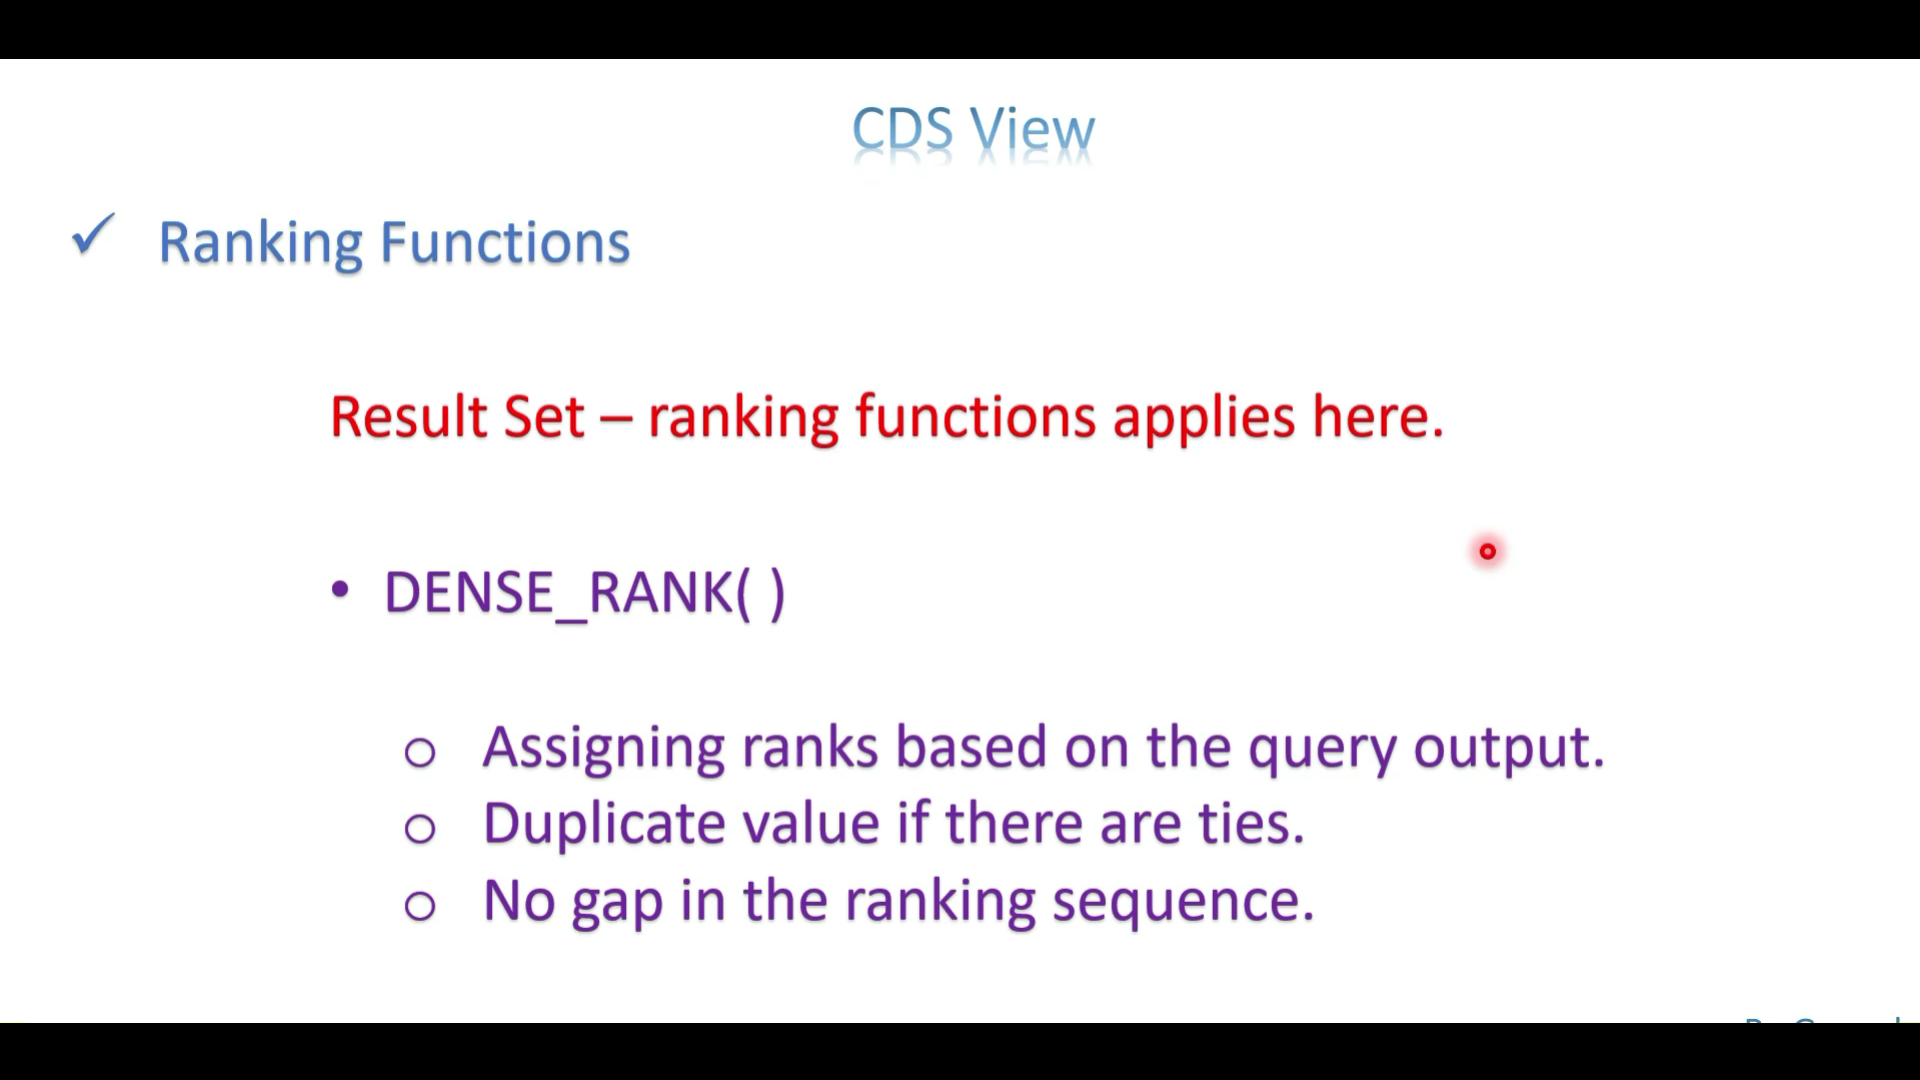 CDS View
✓ Ranking Functions
Result Set – ranking functions applies here.
• DENSE_RANK( )
o Assigning ranks based on the query output.
o Duplicate value if there are ties.
o No gap in the ranking sequence.